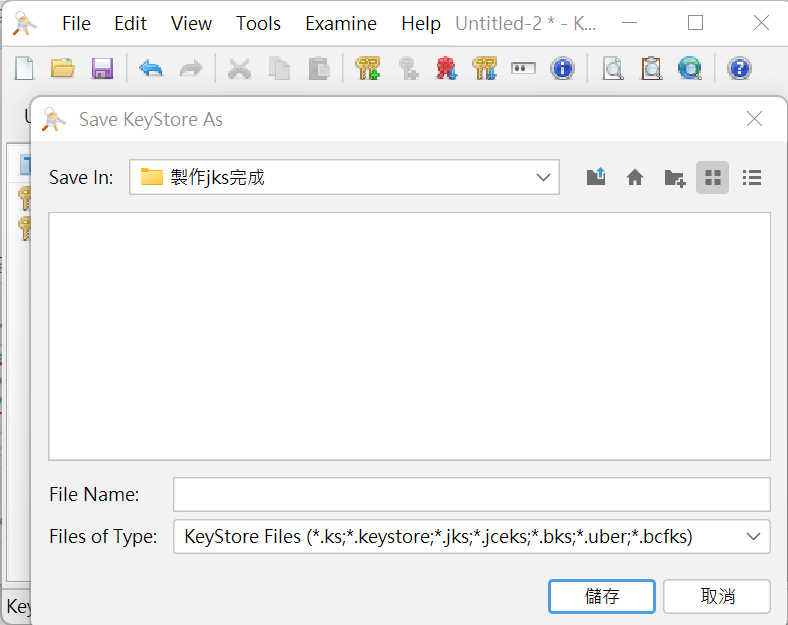 File Edit View Tools Examine Help Untitled-2 * - K...
Save KeyStore As
Save In: 製作jks完成
File Name:
Files of Type: KeyStore Files (*.ks;*.keystore;*.jks;*.jceks;*.bks;*.uber;*.bcfks)
儲存 取消
Key